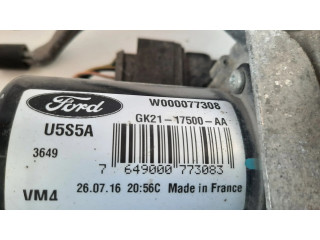 Ford
W000077308
U5S5A
GK21-17500-AA
3649
7 649000 773083
VM4
26.07.16 20:56C Made in France